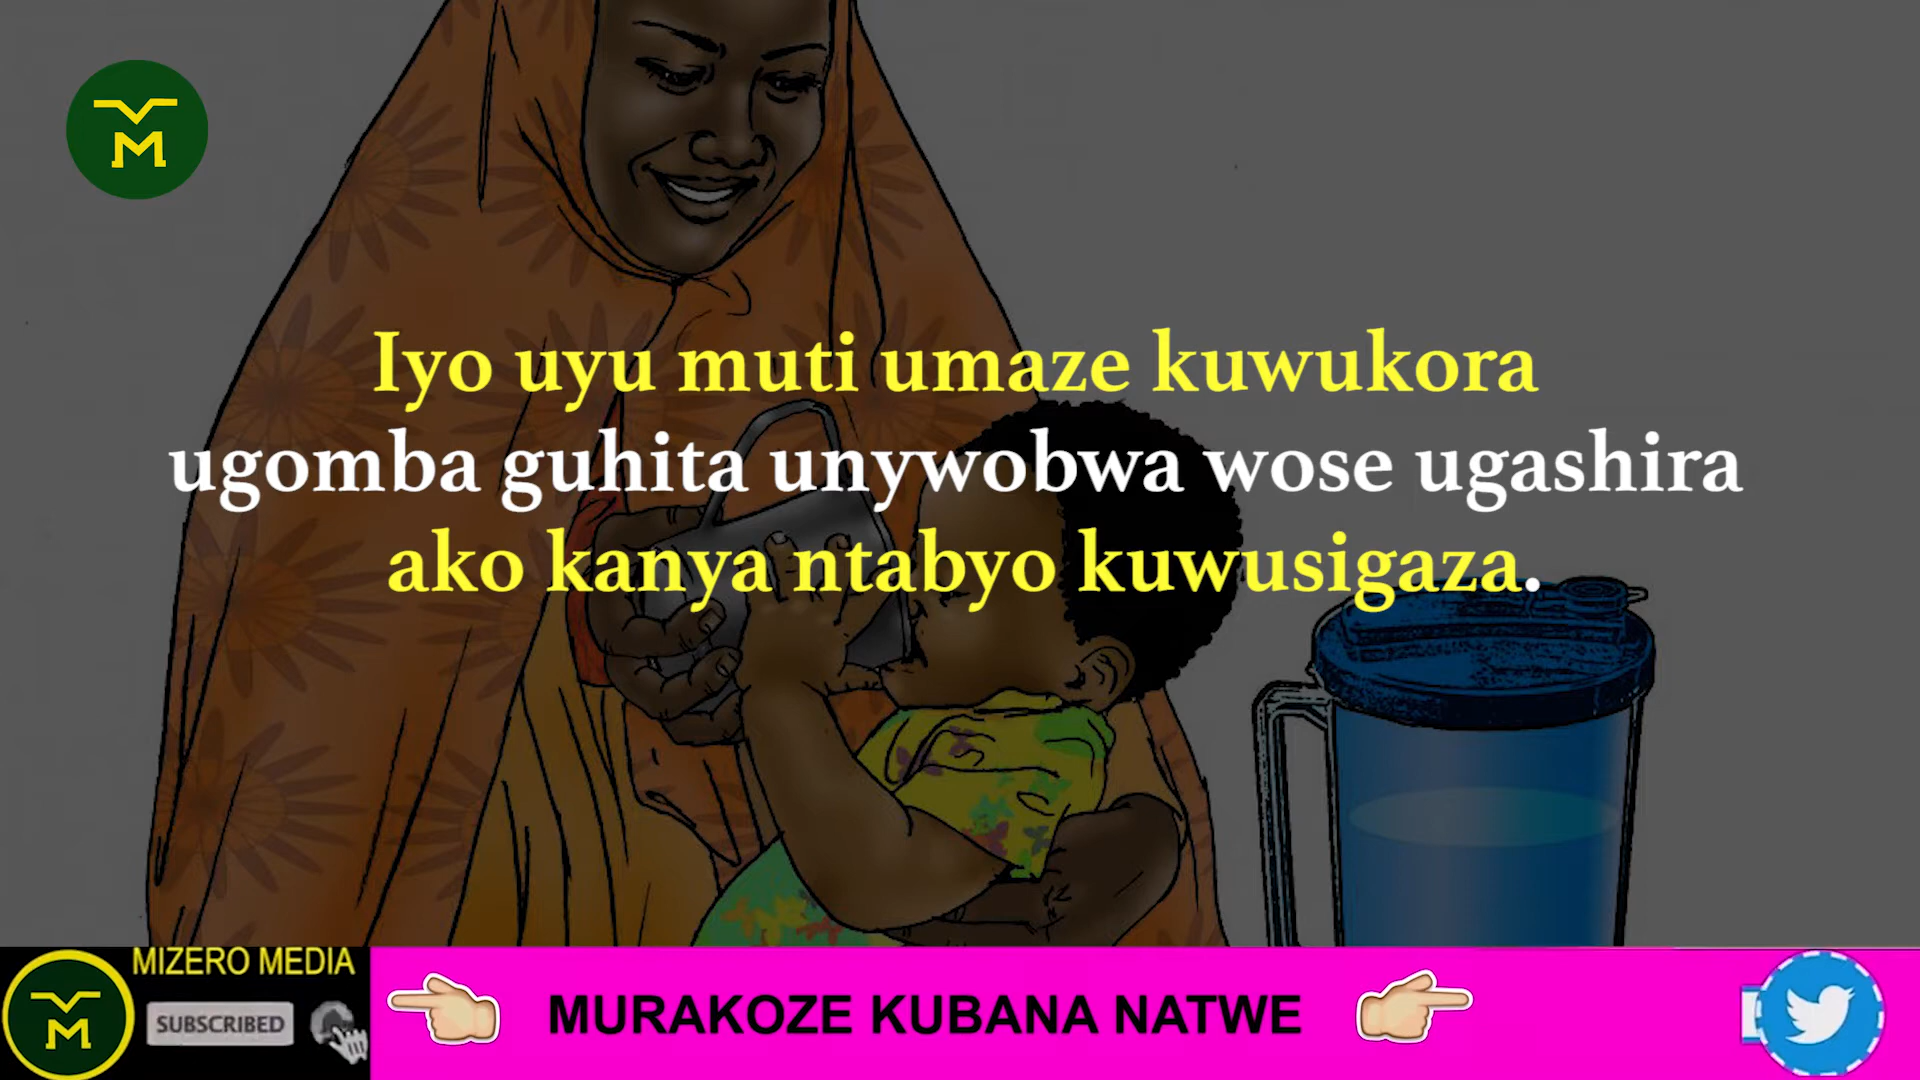 Iyo uyu muti umaze kuwukora
ugomba guhita unywobwa wose ugashira
ako kanya ntabyo kuwusigaza.
MIZERO MEDIA
SUBSCRIBED
MURAKOZE KUBANA NATWE